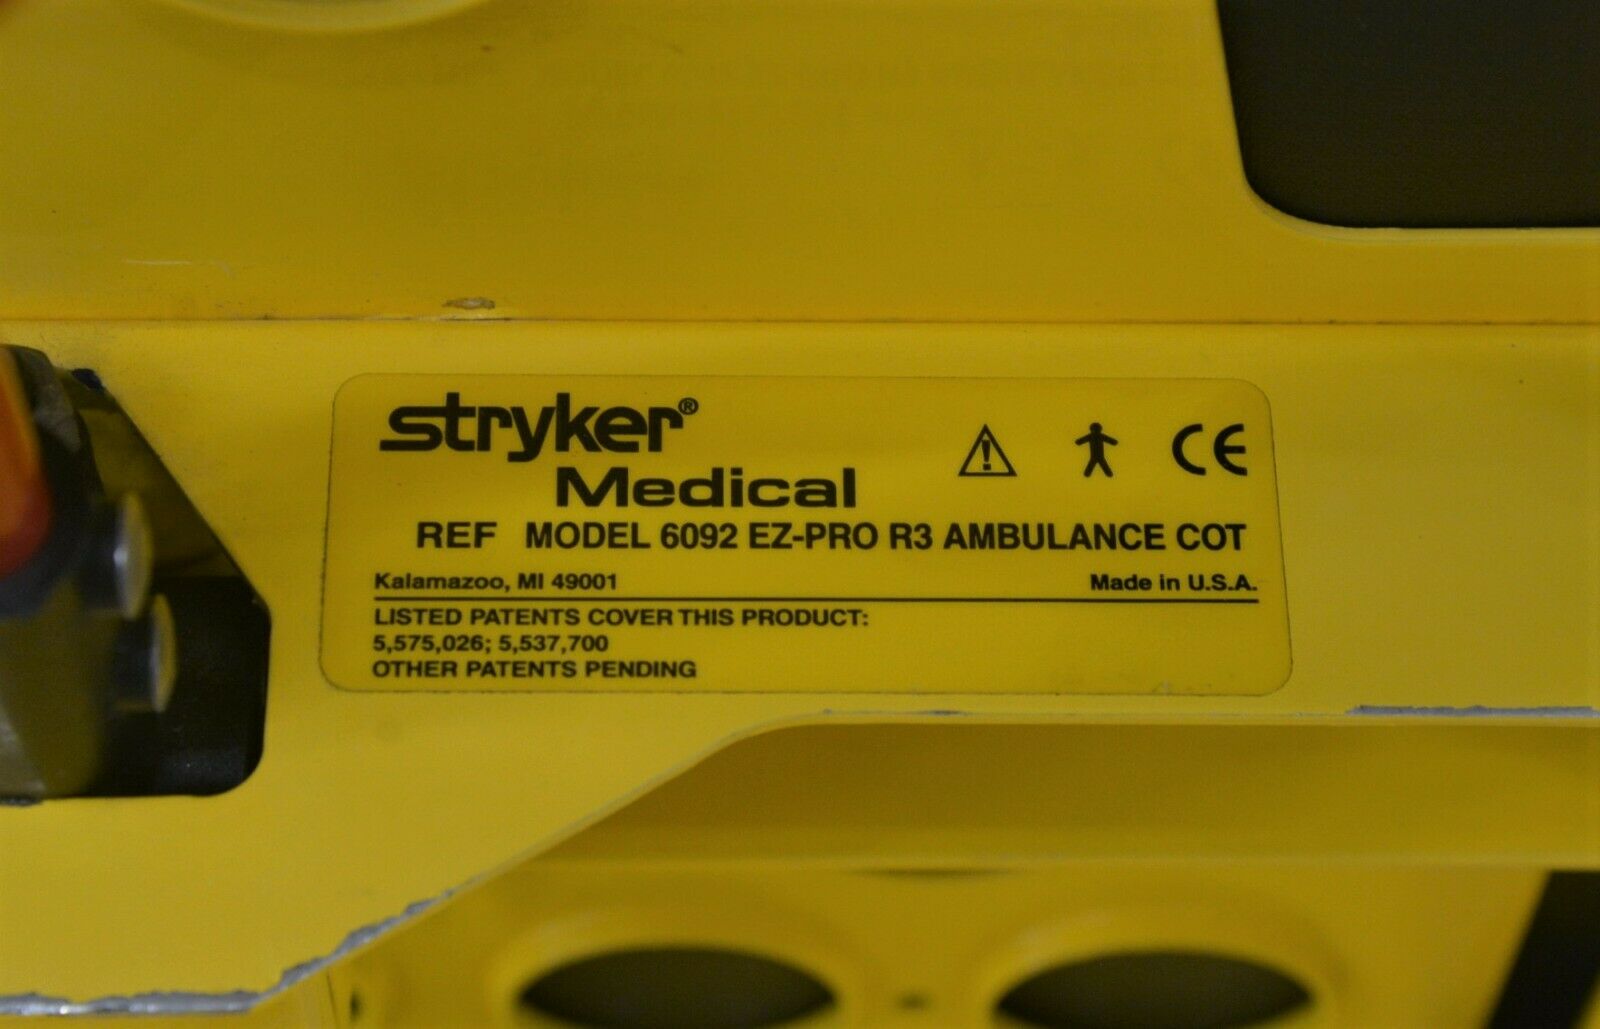 stryker®
Medical
CE
REF MODEL 6092 EZ-PRO R3 AMBULANCE COT
Kalamazoo, MI 49001 Made in U.S.A.
LISTED PATENTS COVER THIS PRODUCT:
5,575,026; 5,537,700
OTHER PATENTS PENDING